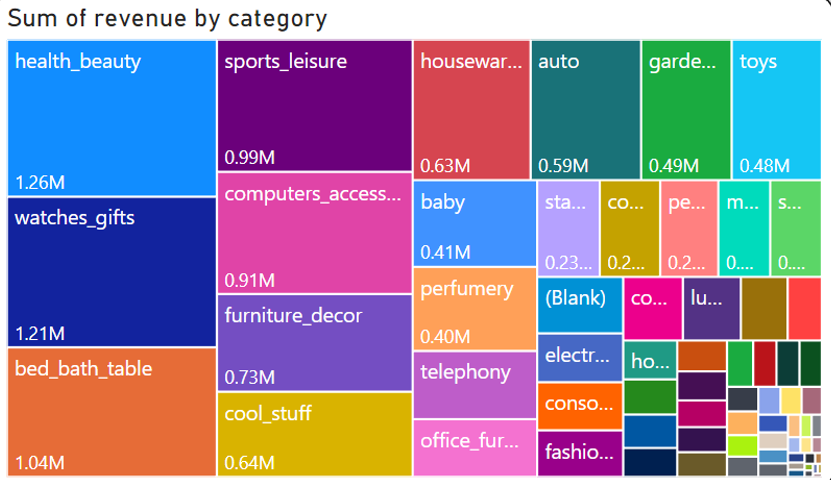 Sum of revenue by category
health_beauty
1.26M
watches_gifts
1.21M
bed_bath_table
1.04M
sports_leisure
0.99M
computers_access...
0.91M
furniture_decor
0.73M
cool_stuff
0.64M
housewar...
0.63M
auto
0.59M
garde...
0.49M
toys
0.48M
baby
0.41M
perfumery
0.40M
telephony
office_fur...
sta...
0.23...
co...
0.2...
pe...
0.2...
m...
0....
s...
0....
(Blank)
electr...
conso...
fashio...
co...
lu...
ho...